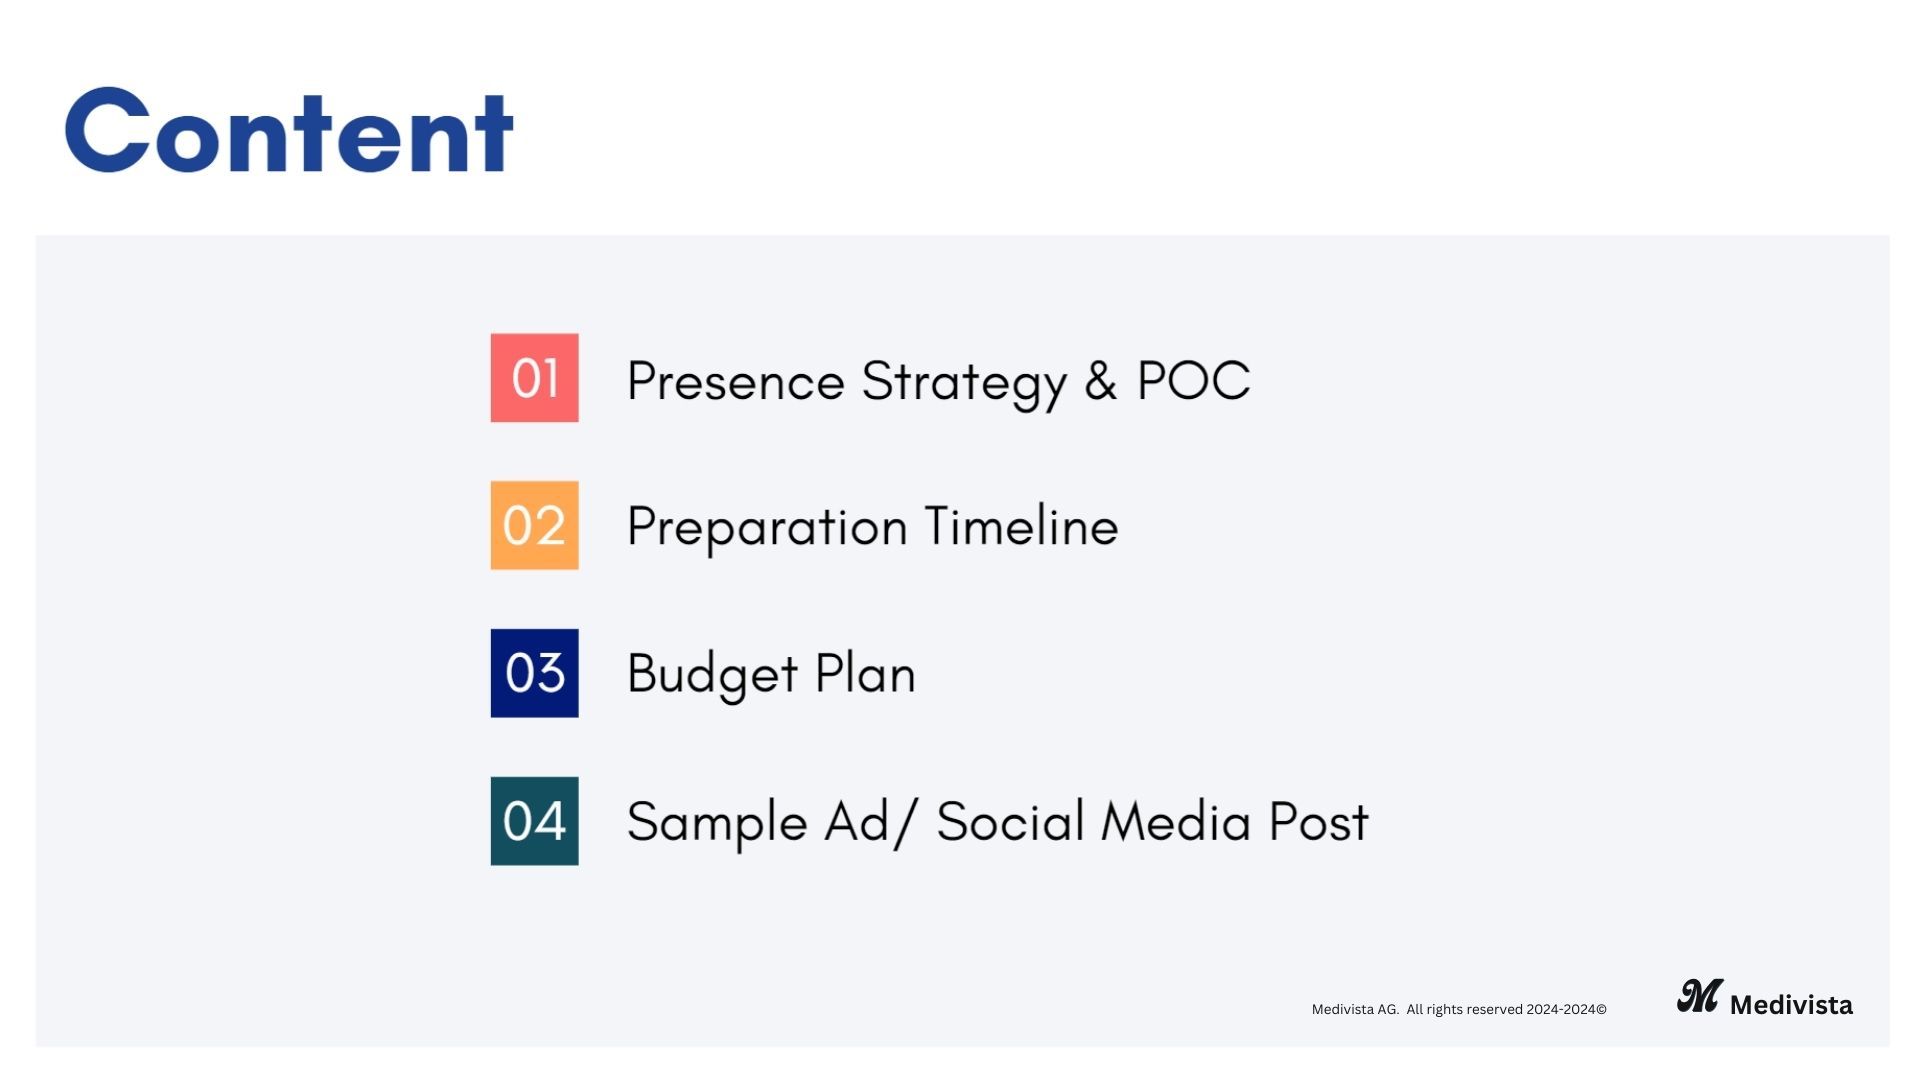 Content
01 Presence Strategy & POC
02 Preparation Timeline
03 Budget Plan
04 Sample Ad/ Social Media Post
Medivista AG.  All rights reserved 2024-2024©
M Medivista